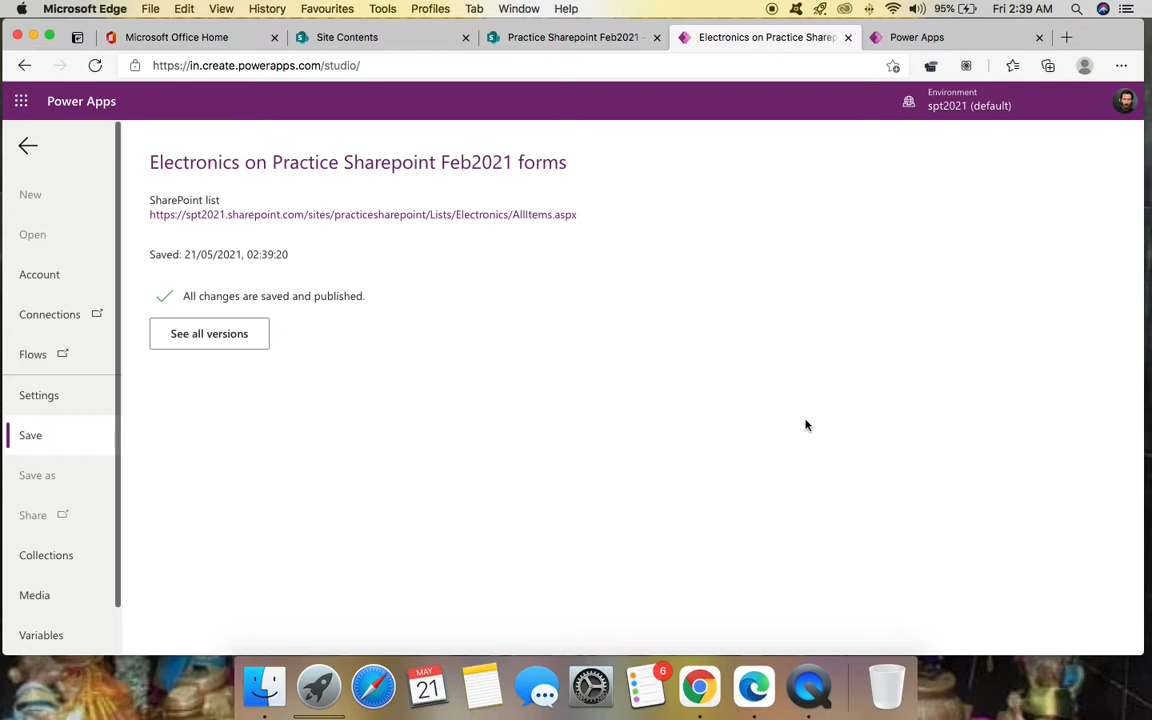 Microsoft Edge File Edit View History Favourites Tools Profiles Tab Window Help 95% Fri 2:39 AM
Microsoft Office Home Site Contents Practice Sharepoint Feb2021 - Electronics on Practice Sharep Power Apps
https://in.create.powerapps.com/studio/
Power Apps
Environment
spt2021 (default)
Electronics on Practice Sharepoint Feb2021 forms
New
SharePoint list
https://spt2021.sharepoint.com/sites/practicesharepoint/Lists/Electronics/AllItems.aspx
Open
Saved: 21/05/2021, 02:39:20
Account
All changes are saved and published.
Connections
See all versions
Flows
Settings
Save
Save as
Share
Collections
Media
Variables
MAY
21
6